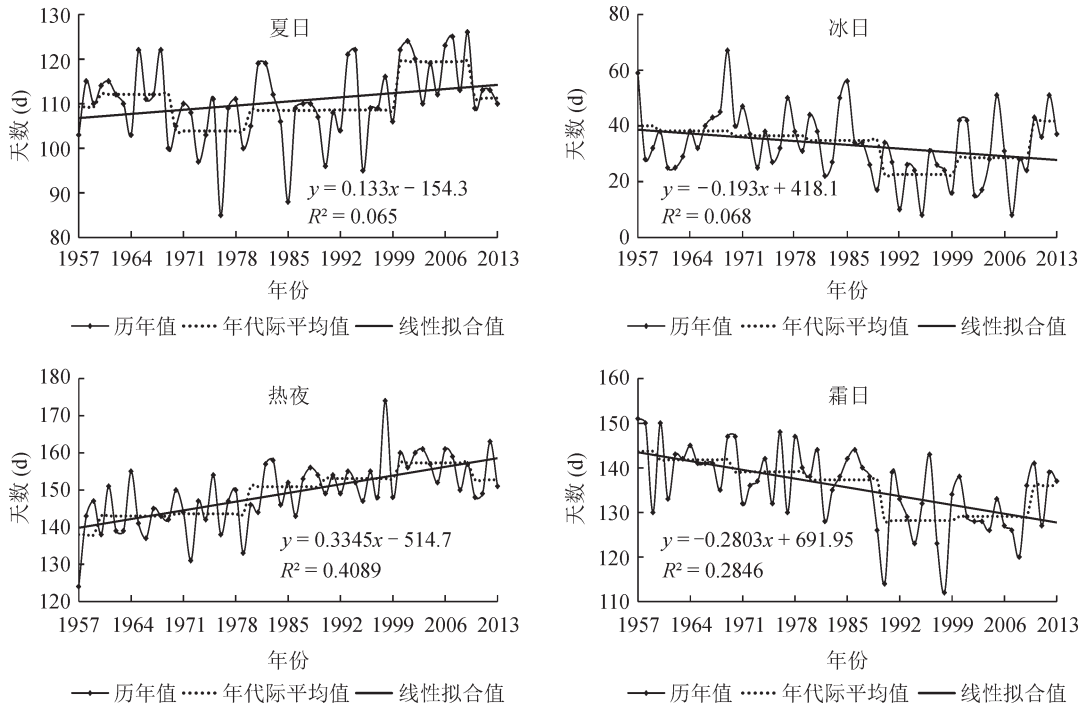 夏日
天数 (d)
130
120
110
100
90
80
y = 0.133x − 154.3
R² = 0.065
1957 1964 1971 1978 1985 1992 1999 2006 2013
年份
历年值 年代际平均值 线性拟合值
冰日
天数 (d)
80
60
40
20
0
y = −0.193x + 418.1
R² = 0.068
1957 1964 1971 1978 1985 1992 1999 2006 2013
年份
历年值 年代际平均值 线性拟合值
热夜
天数 (d)
180
170
160
150
140
130
120
y = 0.3345x − 514.7
R² = 0.4089
1957 1964 1971 1978 1985 1992 1999 2006 2013
年份
历年值 年代际平均值 线性拟合值
霜日
天数 (d)
160
150
140
130
120
110
y = −0.2803x + 691.95
R² = 0.2846
1957 1964 1971 1978 1985 1992 1999 2006 2013
年份
历年值 年代际平均值 线性拟合值